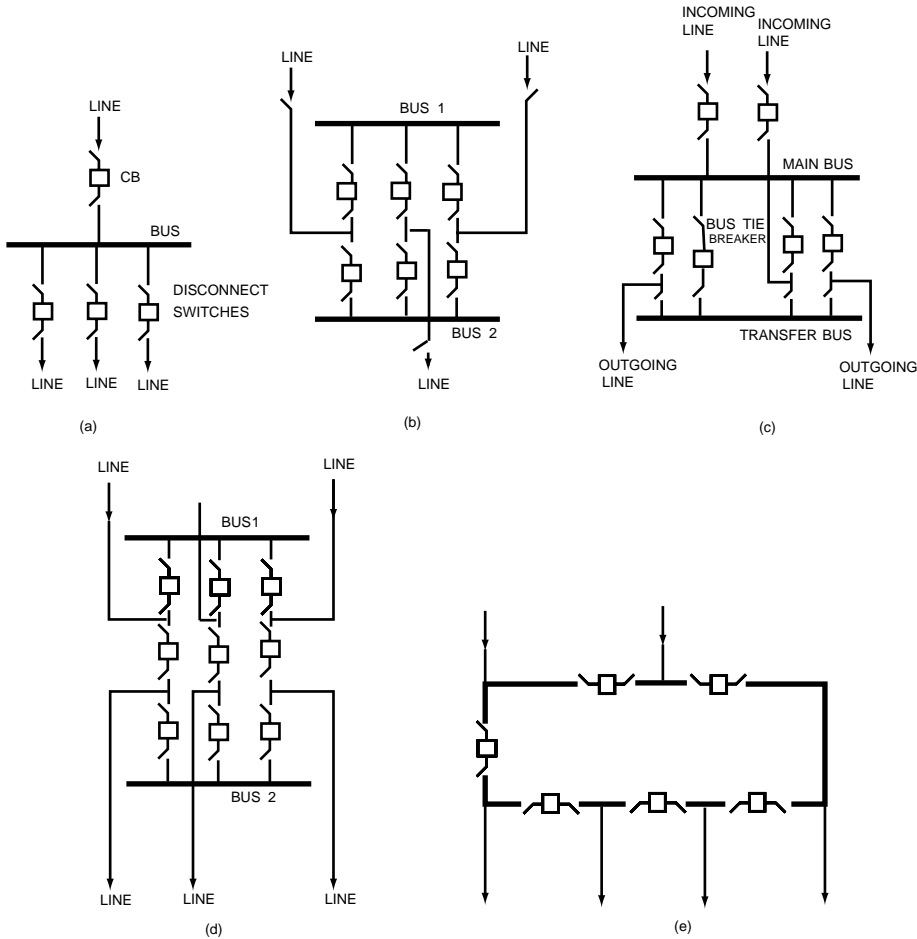 LINE
CB
BUS
DISCONNECT
SWITCHES
LINE
LINE
LINE
(a)
LINE
LINE
BUS 1
BUS 2
LINE
(b)
INCOMING
LINE
INCOMING
LINE
MAIN BUS
BUS TIE
BREAKER
TRANSFER BUS
OUTGOING
LINE
OUTGOING
LINE
(c)
LINE
LINE
BUS1
BUS 2
LINE
LINE
LINE
(d)
(e)